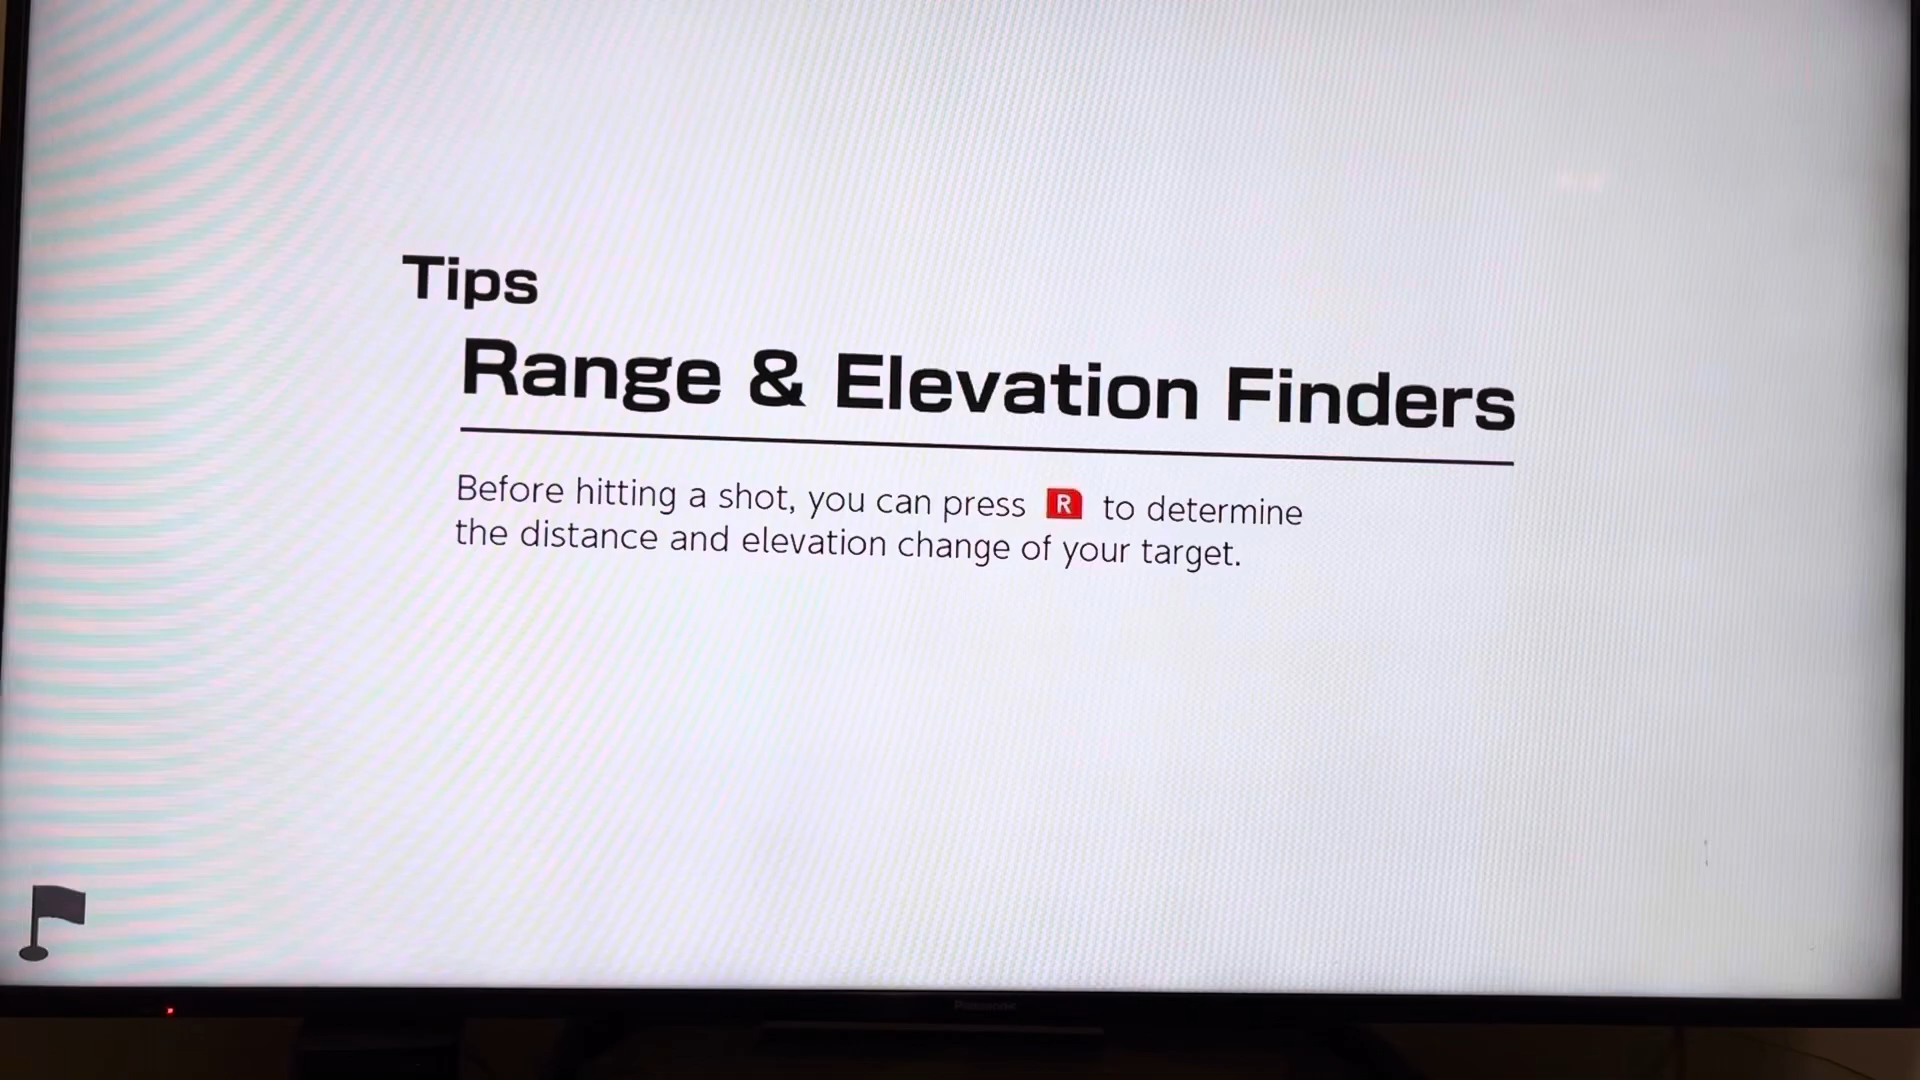 Tips
Range & Elevation Finders
Before hitting a shot, you can press R to determine
the distance and elevation change of your target.
Panasonic